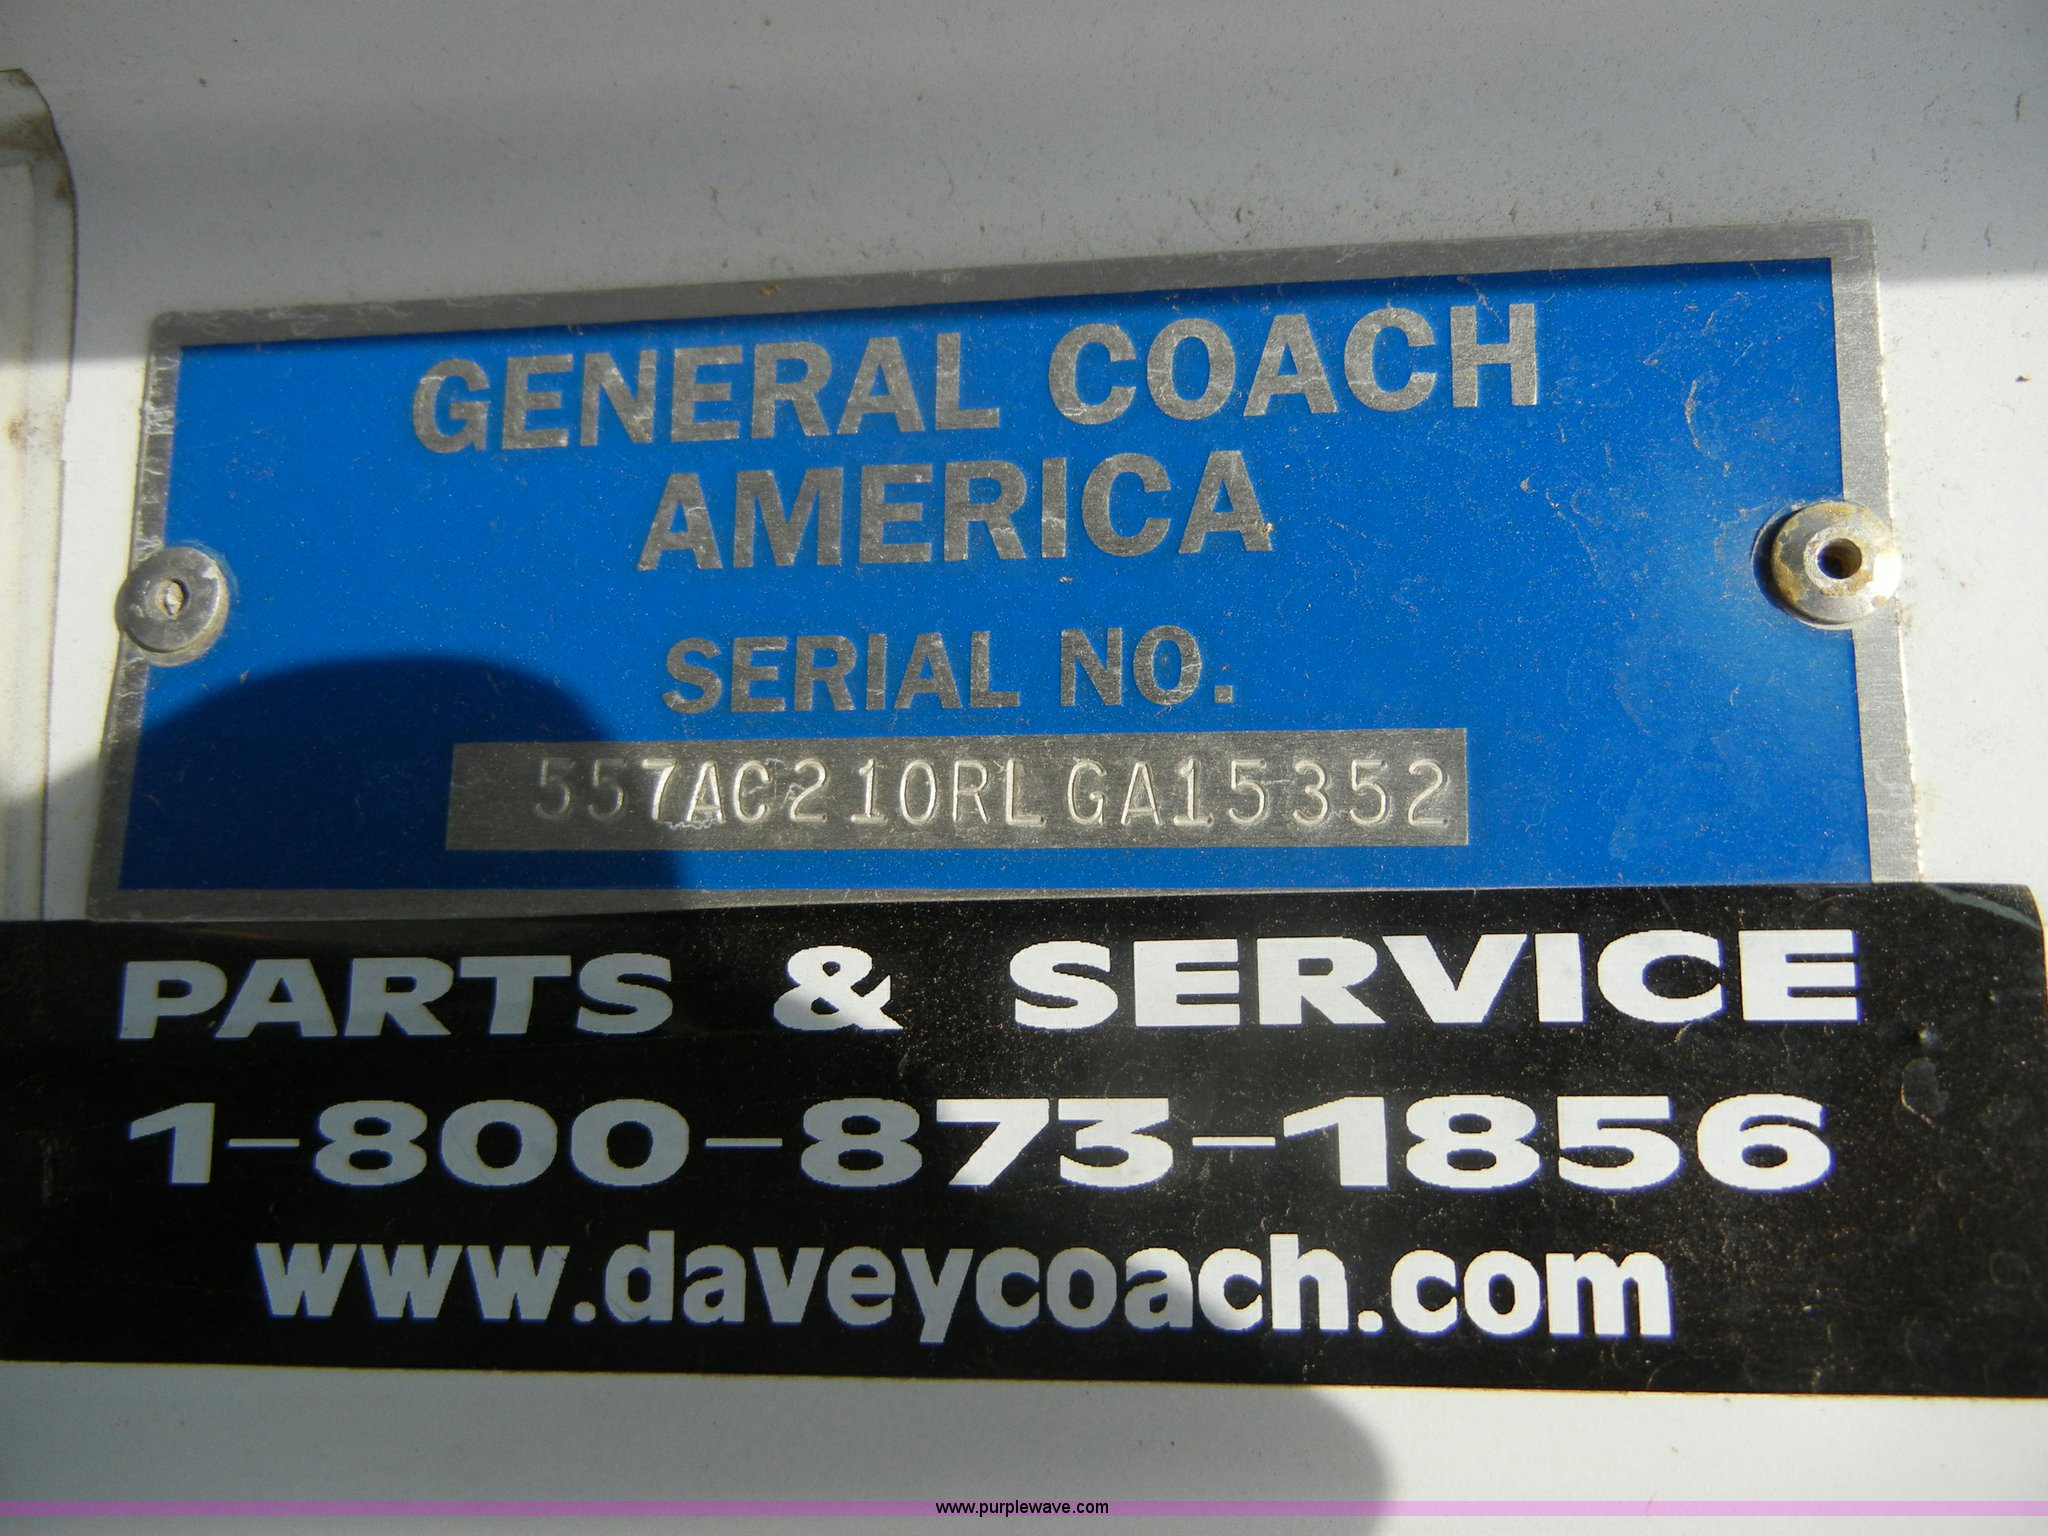 GENERAL COACH
AMERICA
SERIAL NO.
557AC210RLGA15352
PARTS & SERVICE
1-800-873-1856
www.daveycoach.com
www.purplewave.com